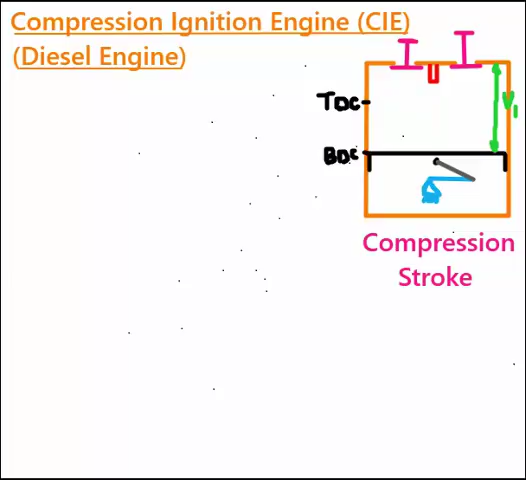 Compression Ignition Engine (CIE)
(Diesel Engine)
TDC
V1
BDC
Compression
Stroke